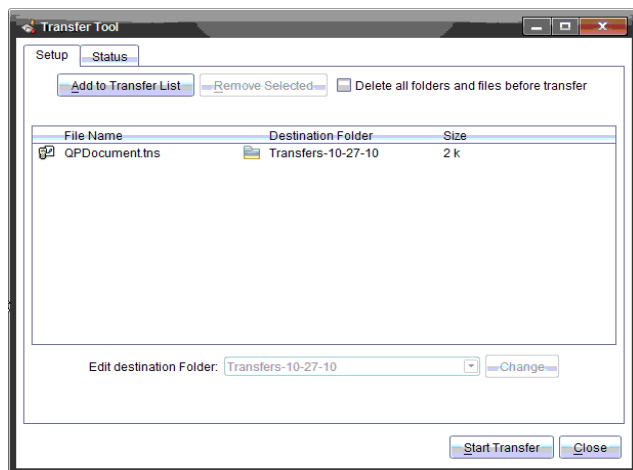 Transfer Tool
Setup Status
Add to Transfer List Remove Selected Delete all folders and files before transfer
File Name Destination Folder Size
QPDocument.tns Transfers-10-27-10 2 k
Edit destination Folder: Transfers-10-27-10 Change
Start Transfer Close